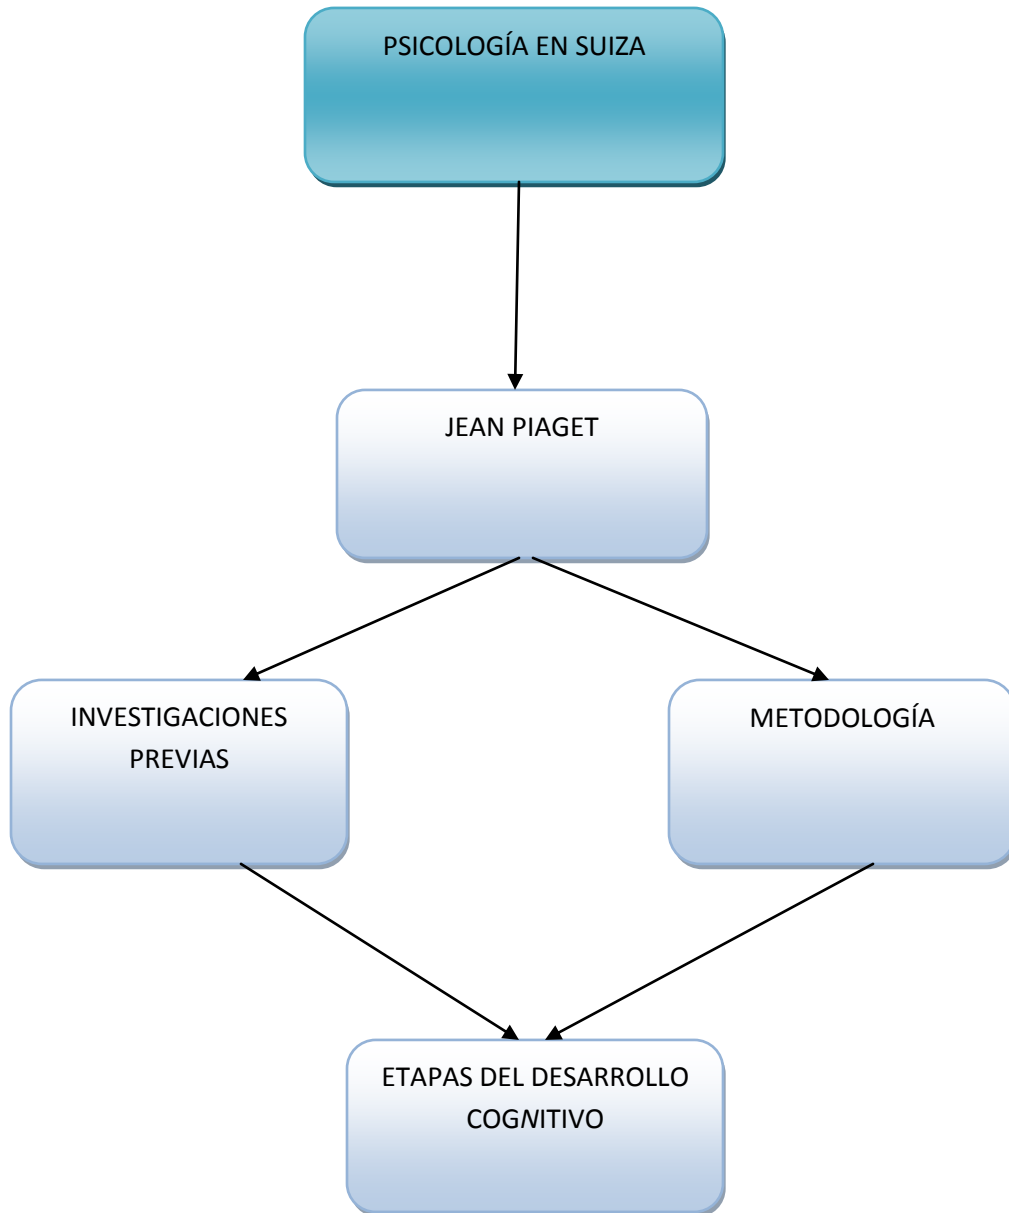 PSICOLOGÍA EN SUIZA
JEAN PIAGET
INVESTIGACIONES
PREVIAS
METODOLOGÍA
ETAPAS DEL DESARROLLO
COGNITIVO